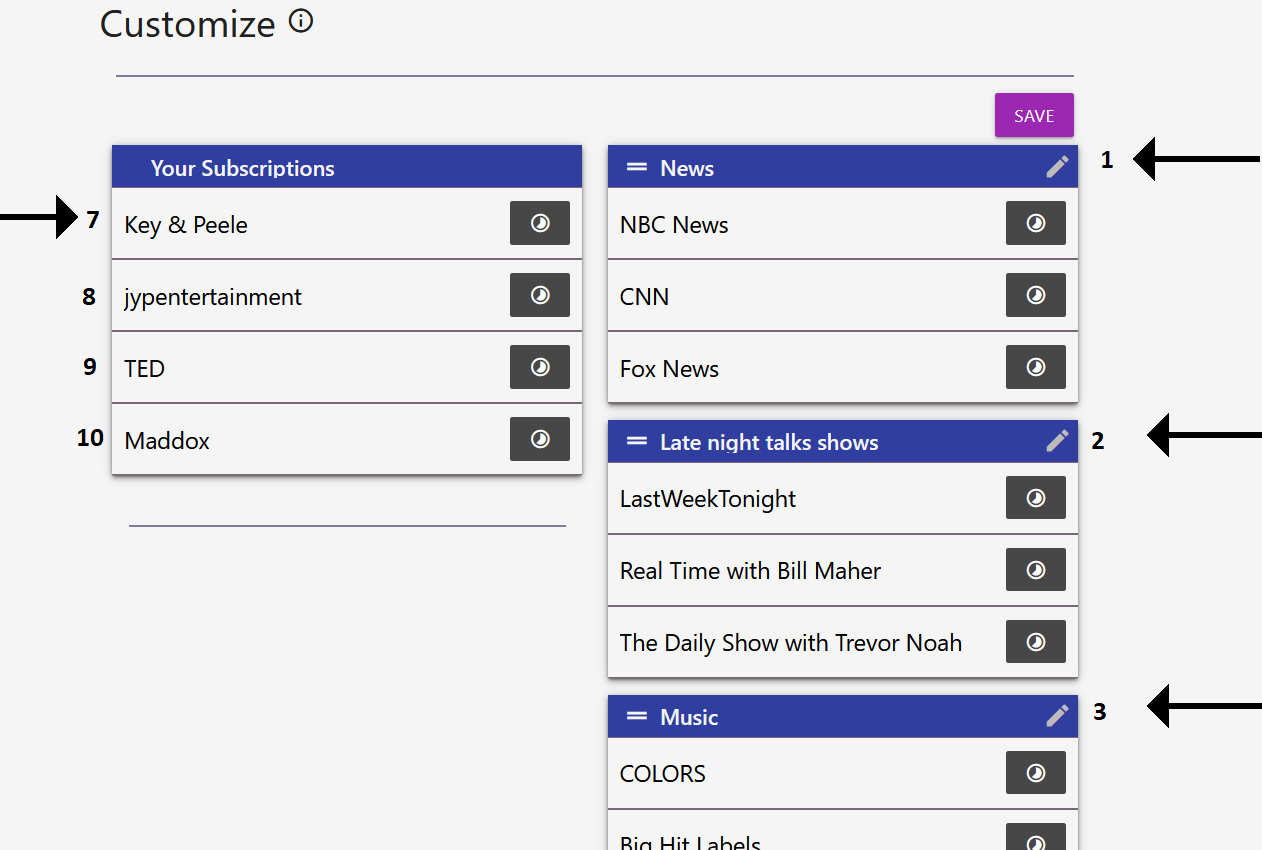 Customize
SAVE
Your Subscriptions
7 Key & Peele
8 jypentertainment
9 TED
10 Maddox
News 1
NBC News
CNN
Fox News
Late night talks shows 2
LastWeekTonight
Real Time with Bill Maher
The Daily Show with Trevor Noah
Music 3
COLORS
Big Hit Labels